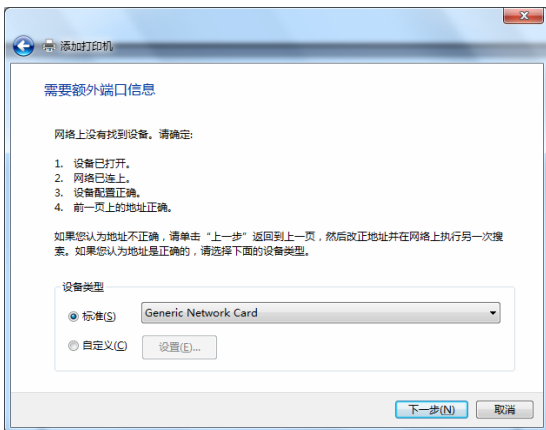 添加打印机
需要额外端口信息
网络上没有找到设备。请确定:
1. 设备已打开。
2. 网络已连上。
3. 设备配置正确。
4. 前一页上的地址正确。
如果您认为地址不正确，请单击“上一步”返回到上一页，然后改正地址并在网络上执行另一次搜
索。如果您认为地址是正确的，请选择下面的设备类型。
设备类型
标准(S) Generic Network Card
自定义(C) 设置(E)...
下一步(N) 取消